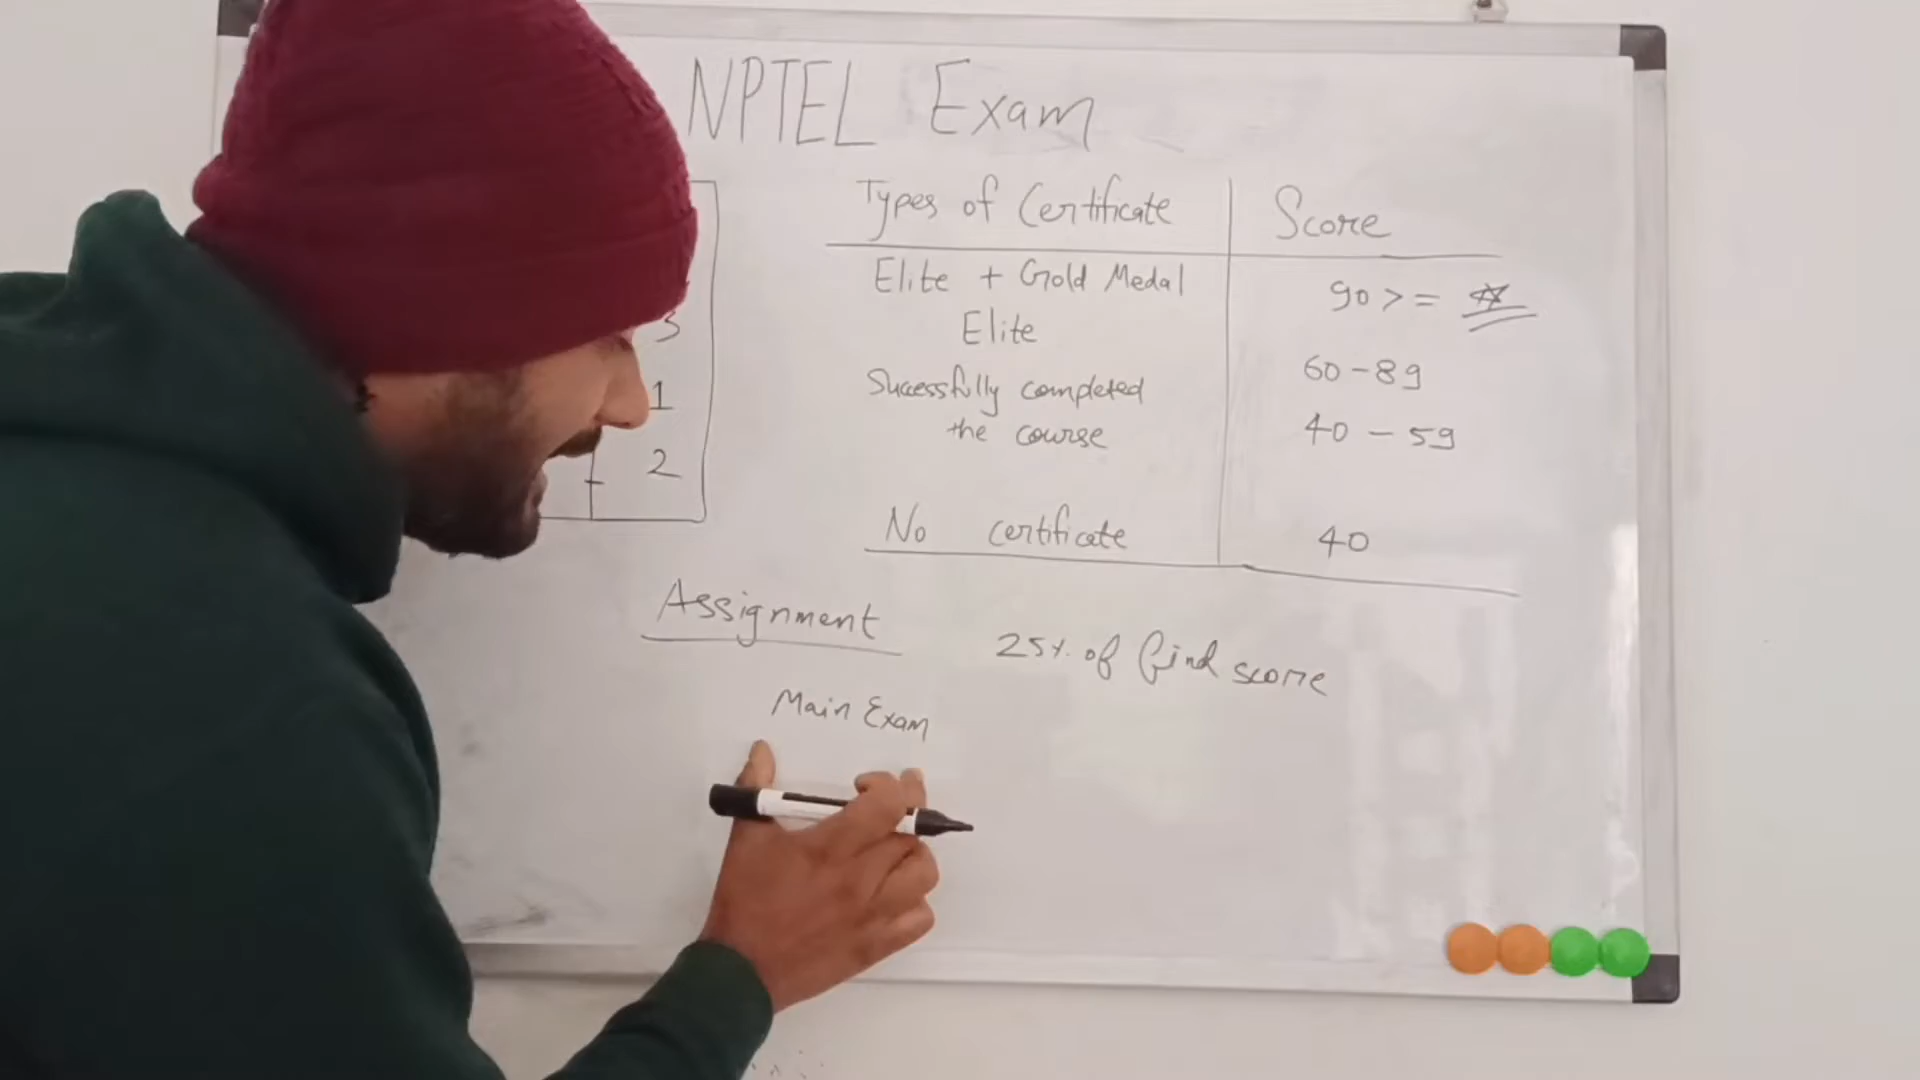 NPTEL Exam
Types of Certificate Score
Elite + Gold Medal 90 >=
Elite 60 - 89
Successfully completed
the course 40 - 59
No certificate 40
3
1
2
Assignment 25% of find score
Main Exam